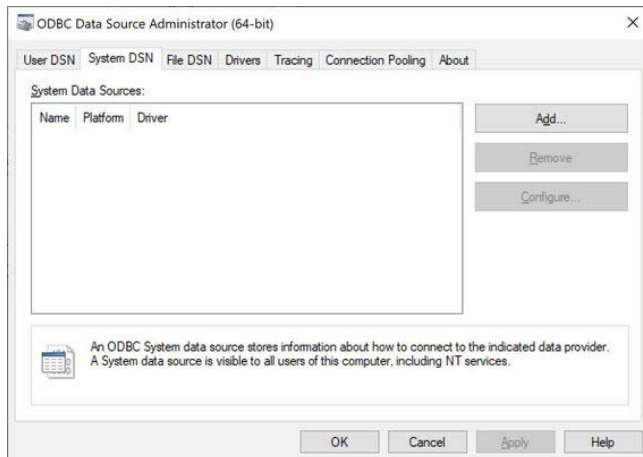 ODBC Data Source Administrator (64-bit)
User DSN System DSN File DSN Drivers Tracing Connection Pooling About
System Data Sources:
Name Platform Driver
Add...
Remove
Configure...
An ODBC System data source stores information about how to connect to the indicated data provider.
A System data source is visible to all users of this computer, including NT services.
OK Cancel Apply Help